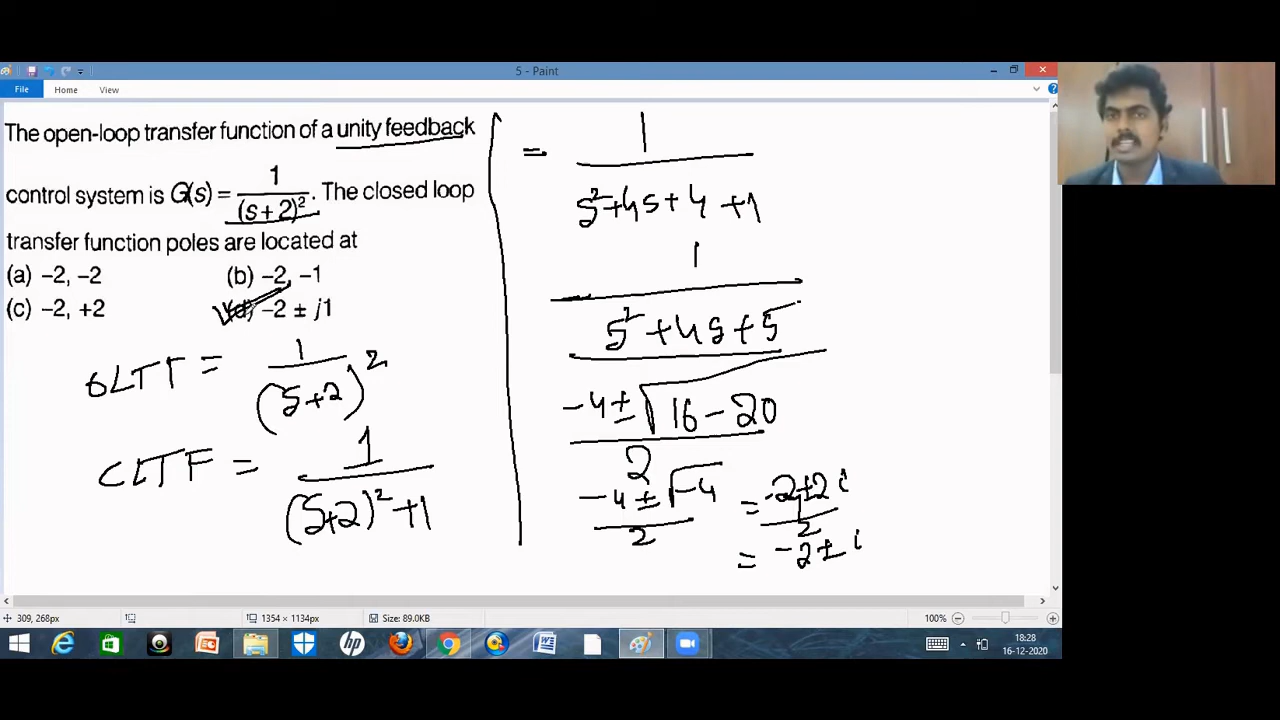 5 - Paint
File Home View
The open-loop transfer function of a unity feedback
control system is G(s) = 1/(s+2)². The closed loop
transfer function poles are located at
(a) –2, –2 (b) –2, –1
(c) –2, +2 (d) –2 ± j1
OLTF = 1/(s+2)²
CLTF = 1/((s+2)²+1)
= 1/(s²+4s+4+1)
1/(s²+4s+5)
(-4±√(16-20))/2
(-4±√-4)/2 = (-2±2i)/2
= -2±i
309, 268px 1354 × 1134px Size: 89.0KB 100%
hp
18:28
16-12-2020